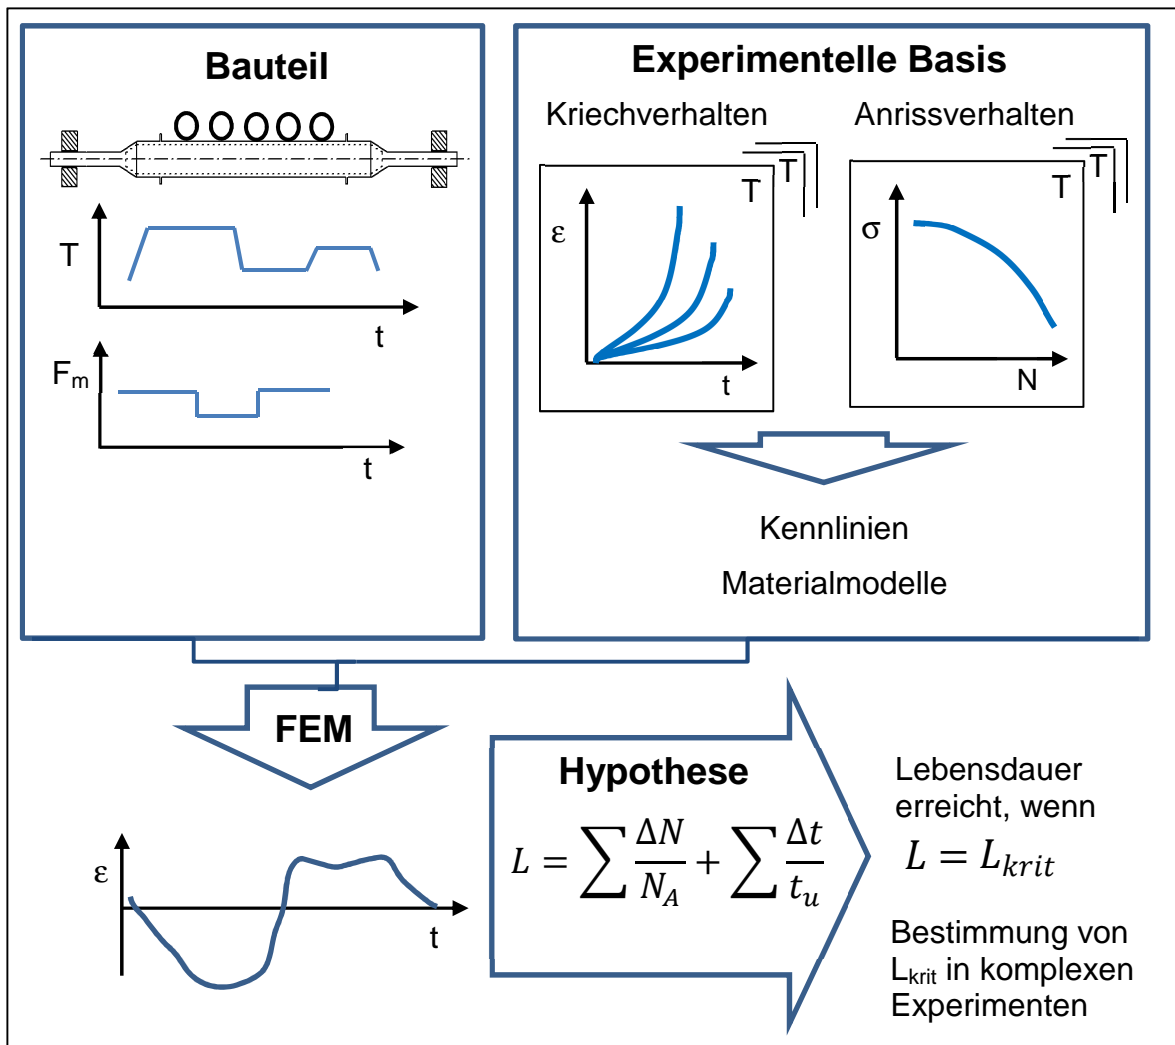 Bauteil
T
t
F_m
t
Experimentelle Basis
Kriechverhalten
Anrissverhalten
T
T
ε
t
T
T
σ
N
Kennlinien
Materialmodelle
FEM
ε
t
Hypothese
L = ∑ ΔN/N_A + ∑ Δt/t_u
Lebensdauer
erreicht, wenn
L = L_krit
Bestimmung von
L_krit in komplexen
Experimenten